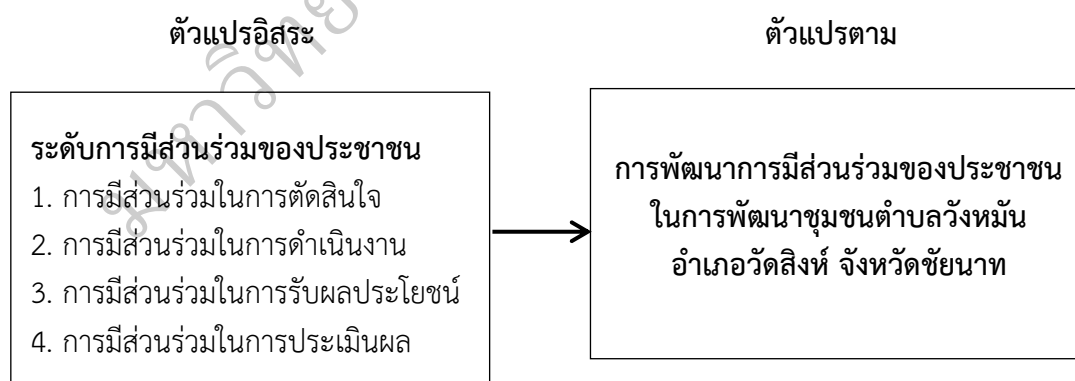 ตัวแปรอิสระ
ตัวแปรตาม
ระดับการมีส่วนร่วมของประชาชน
1. การมีส่วนร่วมในการตัดสินใจ
2. การมีส่วนร่วมในการดำเนินงาน
3. การมีส่วนร่วมในการรับผลประโยชน์
4. การมีส่วนร่วมในการประเมินผล
การพัฒนาการมีส่วนร่วมของประชาชน
ในการพัฒนาชุมชนตำบลวังหมัน
อำเภอวัดสิงห์ จังหวัดชัยนาท